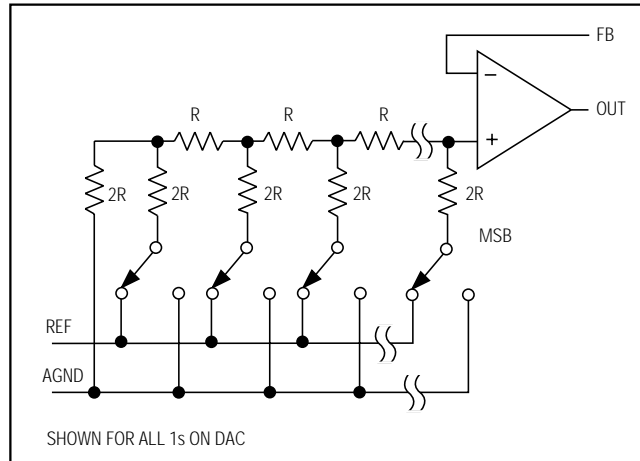 FB
R R R
OUT
− +
2R 2R 2R 2R 2R
MSB
REF
AGND
SHOWN FOR ALL 1s ON DAC